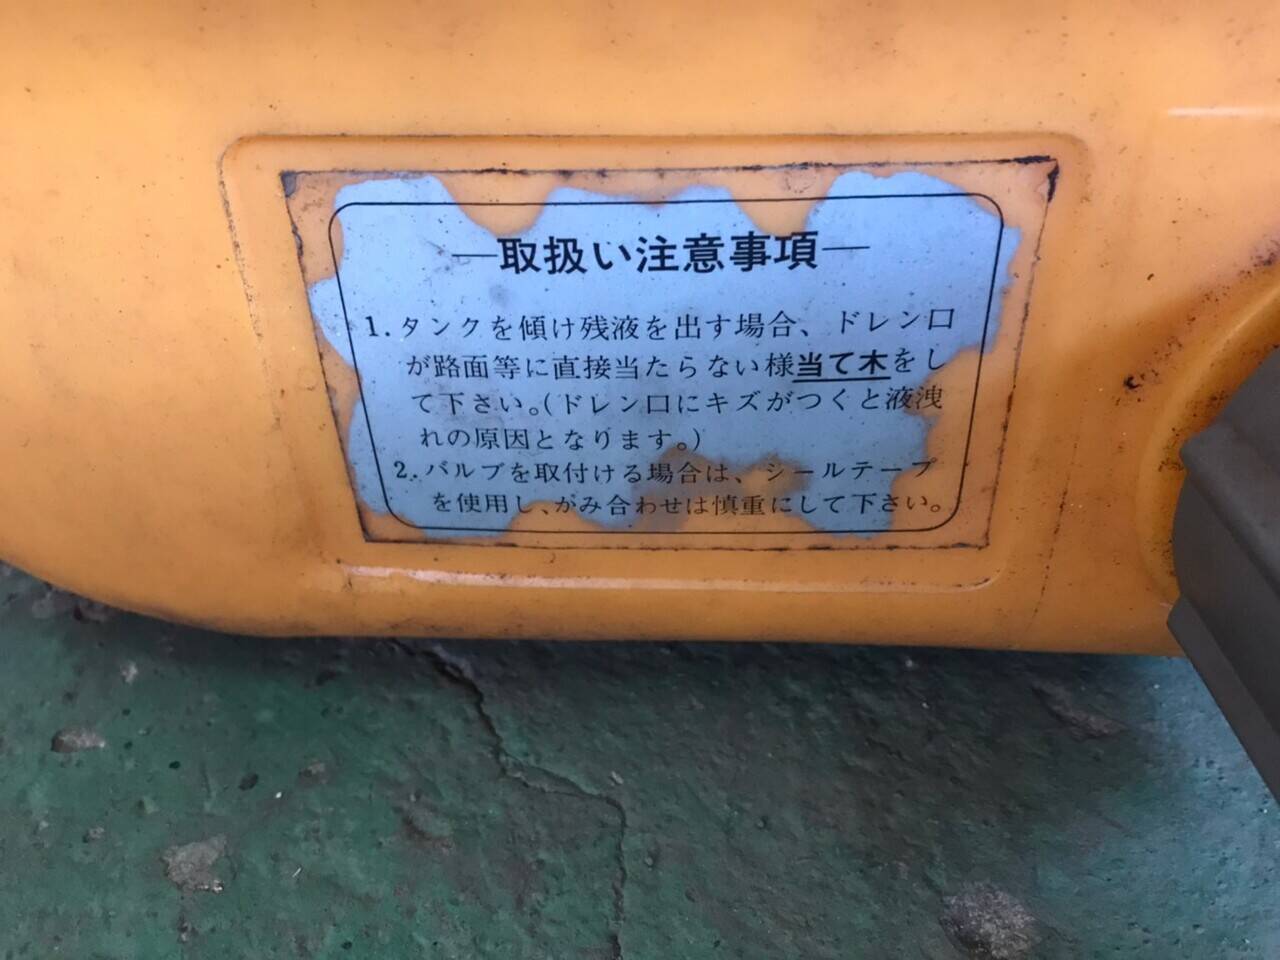 ―取扱い注意事項―
1.タンクを傾け残液を出す場合、ドレン口
が路面等に直接当たらない様当て木をし
て下さい。(ドレン口にキズがつくと液洩
れの原因となります。)
2.バルブを取付ける場合は、シールテープ
を使用し、かみ合わせは慎重にして下さい。